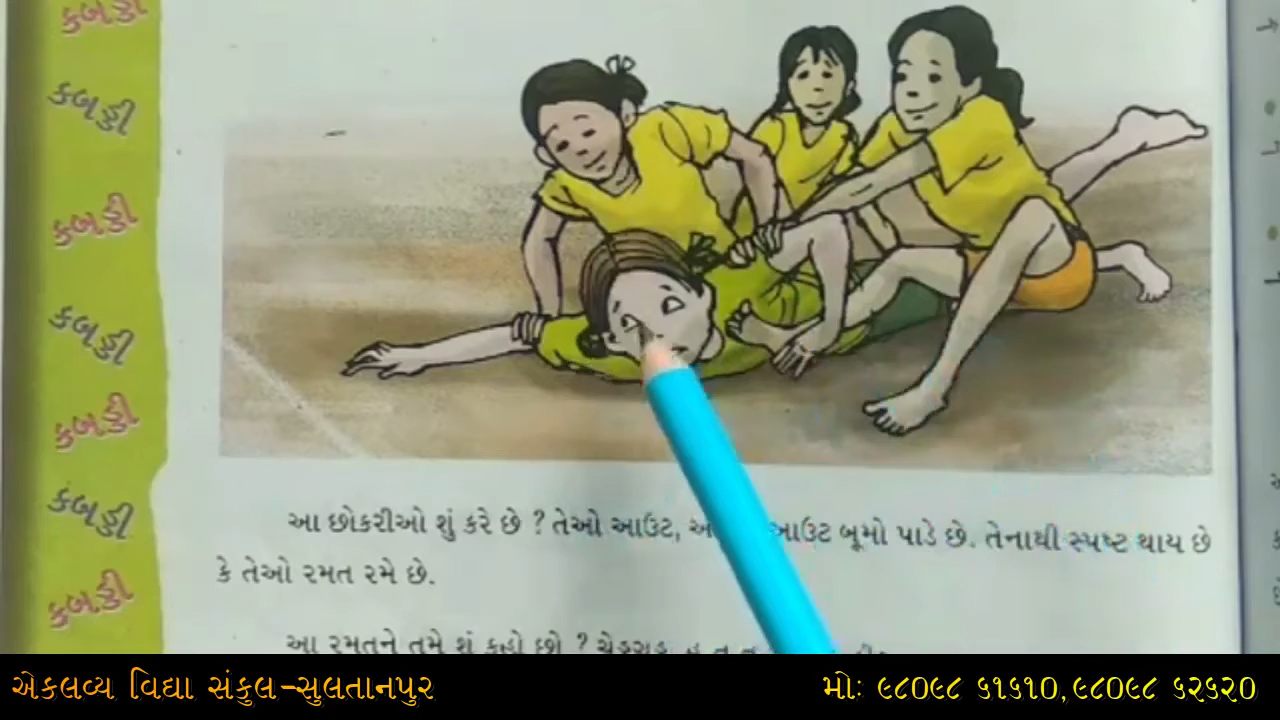 કબડ્ડી
કબડ્ડી
કબડ્ડી
કબડ્ડી
કબડ્ડી
કબડ્ડી
કબડ્ડી
આ છોકરીઓ શું કરે છે ? તેઓ આઉટ, આઉટ બૂમો પાડે છે. તેનાથી સ્પષ્ટ થાય છે
કે તેઓ રમત રમે છે.
આ રમતને તમે શું કહો છો ?
એકલવ્ય વિદ્યા સંકુલ-સુલતાનપુર
મોઃ ૯૮૦૯૮ ૬૧૬૧૦,૯૮૦૯૮ ૬૨૬૨૦